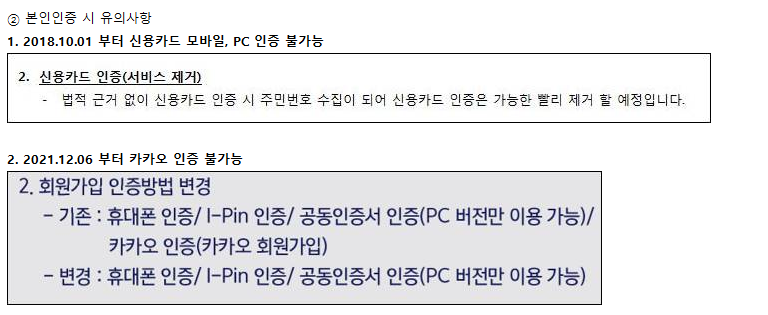 ② 본인인증 시 유의사항
1. 2018.10.01 부터 신용카드 모바일, PC 인증 불가능
2. 신용카드 인증(서비스 제거)
- 법적 근거 없이 신용카드 인증 시 주민번호 수집이 되어 신용카드 인증은 가능한 빨리 제거 할 예정입니다.
2. 2021.12.06 부터 카카오 인증 불가능
2. 회원가입 인증방법 변경
- 기존 : 휴대폰 인증/ I-Pin 인증/ 공동인증서 인증(PC 버전만 이용 가능)/
카카오 인증(카카오 회원가입)
- 변경 : 휴대폰 인증/ I-Pin 인증/ 공동인증서 인증(PC 버전만 이용 가능)